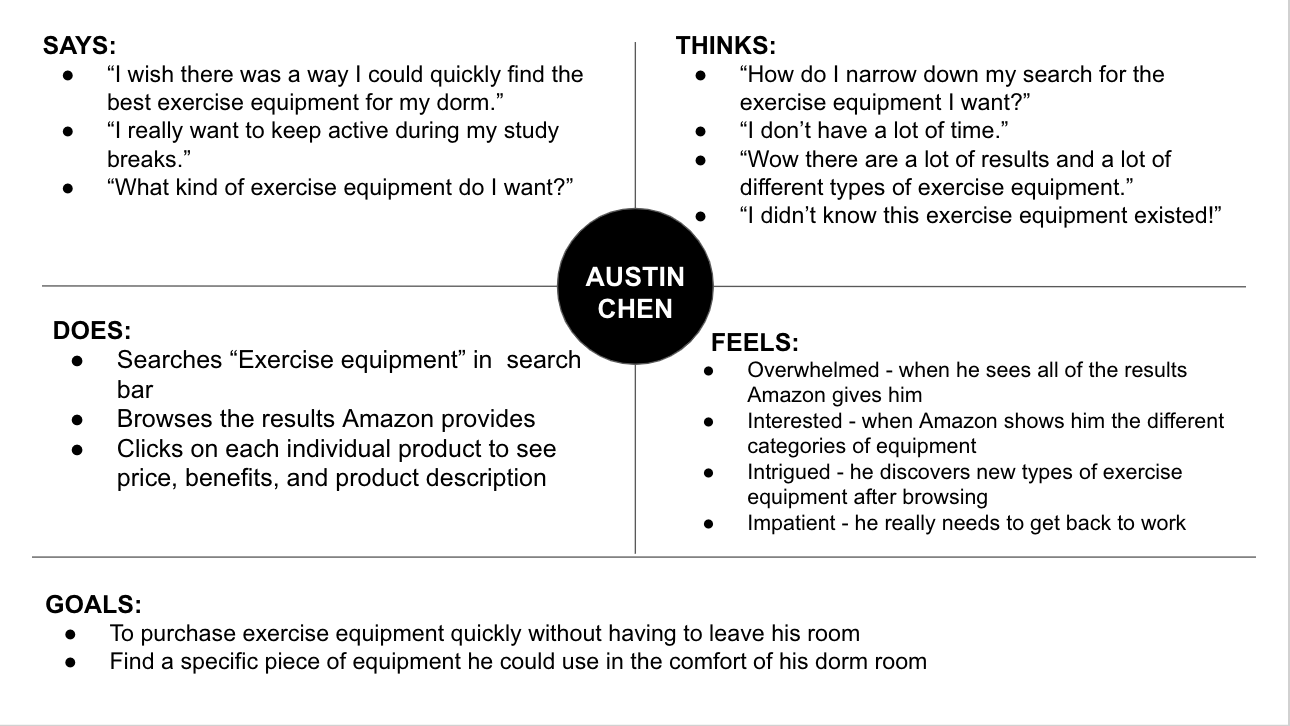 SAYS:
● “I wish there was a way I could quickly find the
best exercise equipment for my dorm.”
● “I really want to keep active during my study
breaks.”
● “What kind of exercise equipment do I want?”
THINKS:
● “How do I narrow down my search for the
exercise equipment I want?”
● “I don’t have a lot of time.”
● “Wow there are a lot of results and a lot of
different types of exercise equipment.”
● “I didn’t know this exercise equipment existed!”
AUSTIN
CHEN
DOES:
● Searches “Exercise equipment” in  search
bar
● Browses the results Amazon provides
● Clicks on each individual product to see
price, benefits, and product description
FEELS:
● Overwhelmed - when he sees all of the results
Amazon gives him
● Interested - when Amazon shows him the different
categories of equipment
● Intrigued - he discovers new types of exercise
equipment after browsing
● Impatient - he really needs to get back to work
GOALS:
● To purchase exercise equipment quickly without having to leave his room
● Find a specific piece of equipment he could use in the comfort of his dorm room